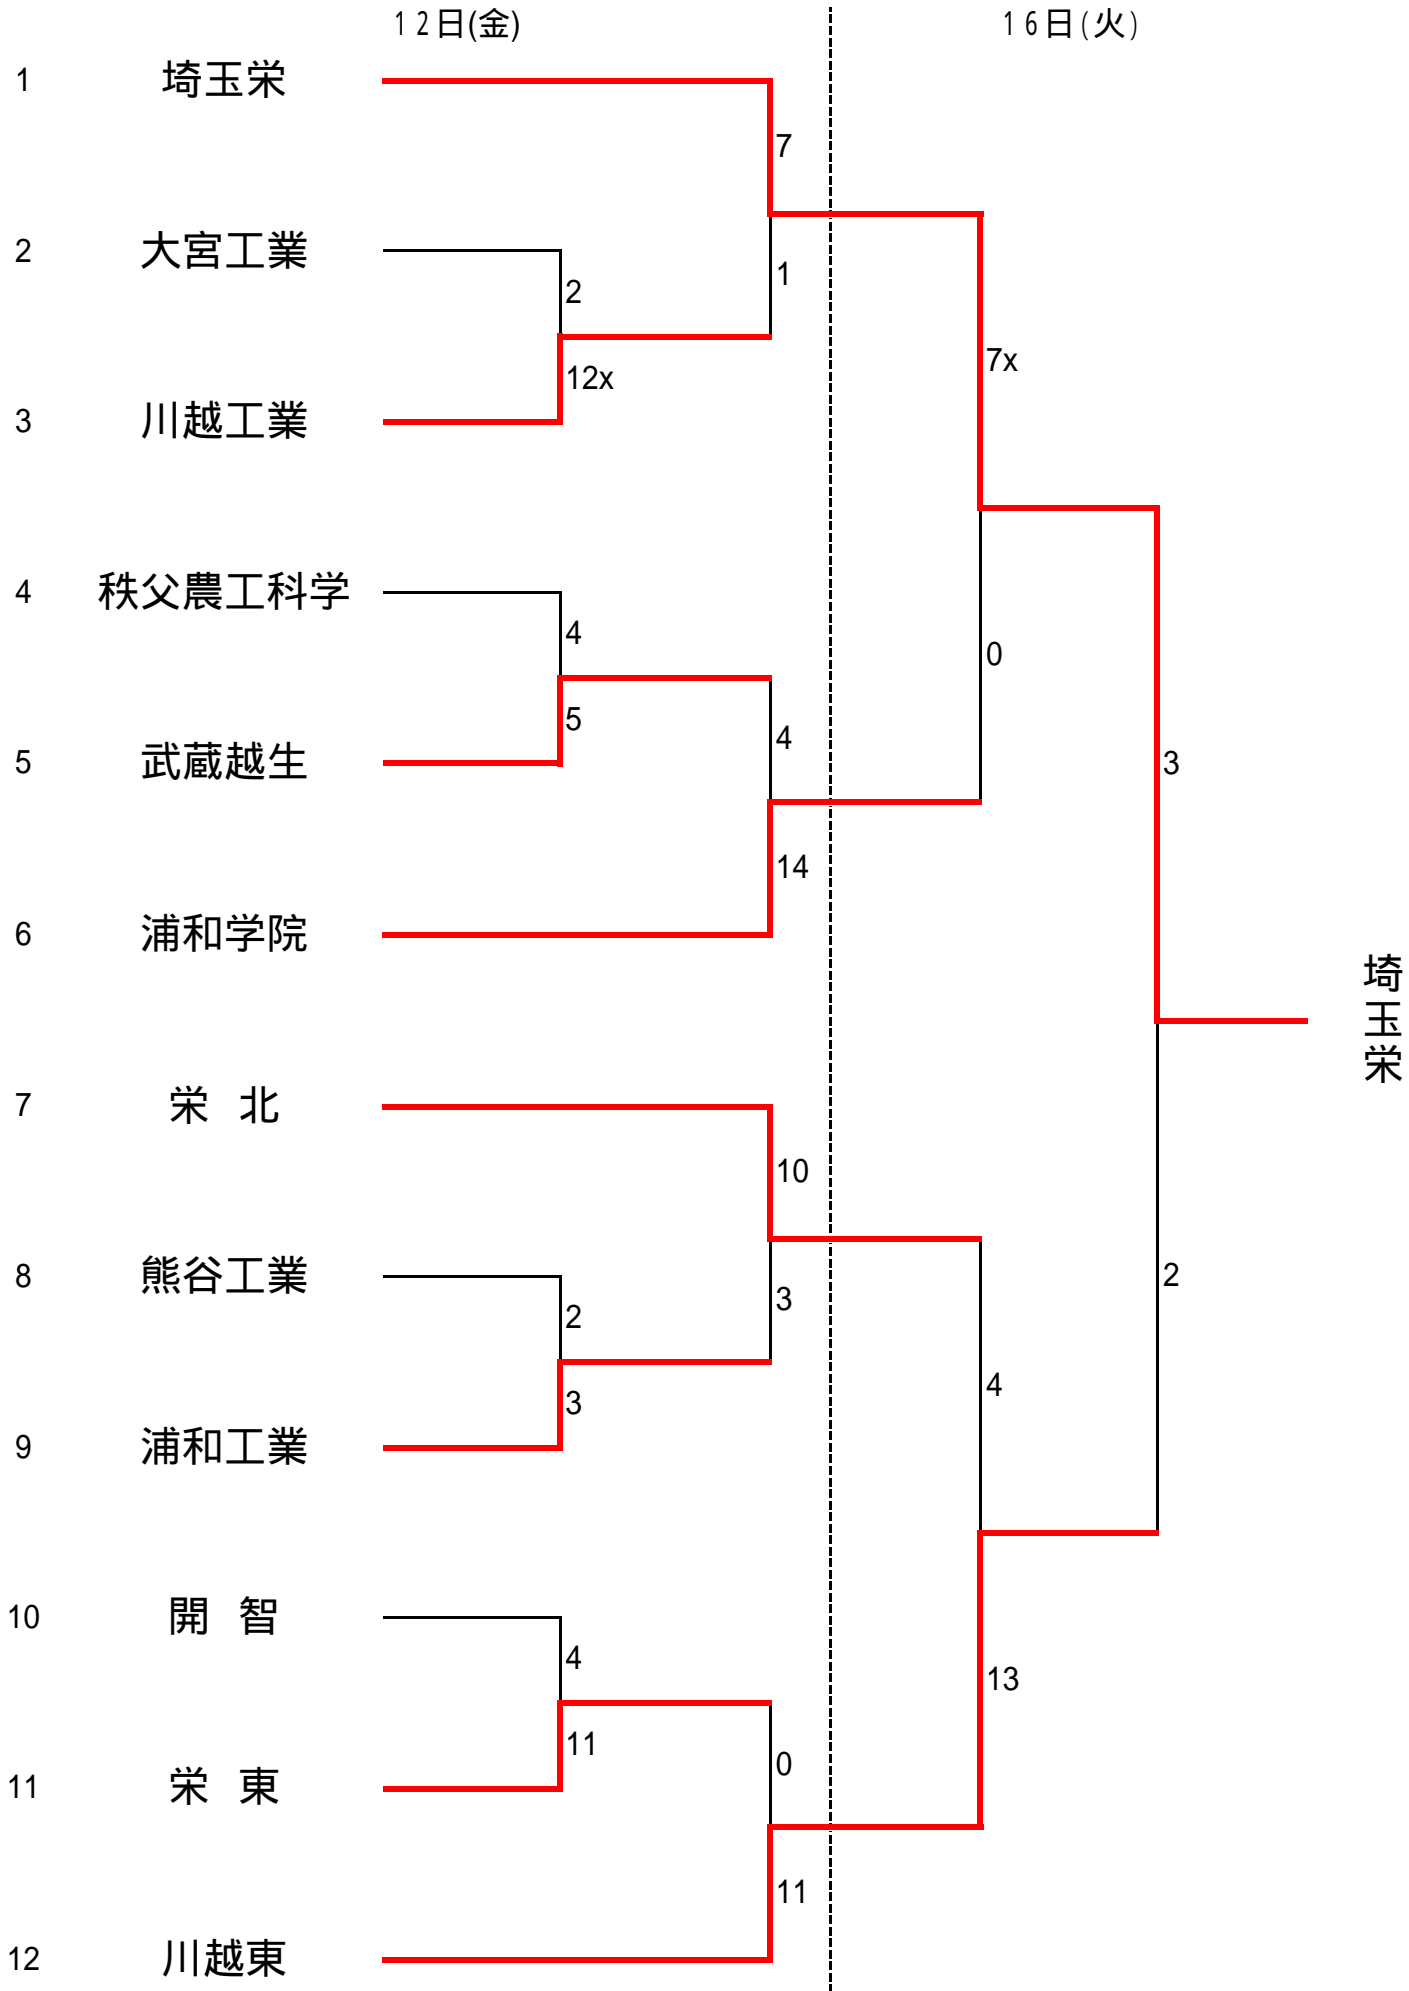 12日(金)
16日(火)
1 埼玉栄
7
2 大宮工業
1
2
7x
12x
3 川越工業
4 秩父農工科学
4
0
5
4
5 武蔵越生
3
14
6 浦和学院
埼玉栄
7 栄 北
10
8 熊谷工業
2
3
2
4
3
9 浦和工業
10 開 智
4
13
11
0
11 栄 東
11
12 川越東